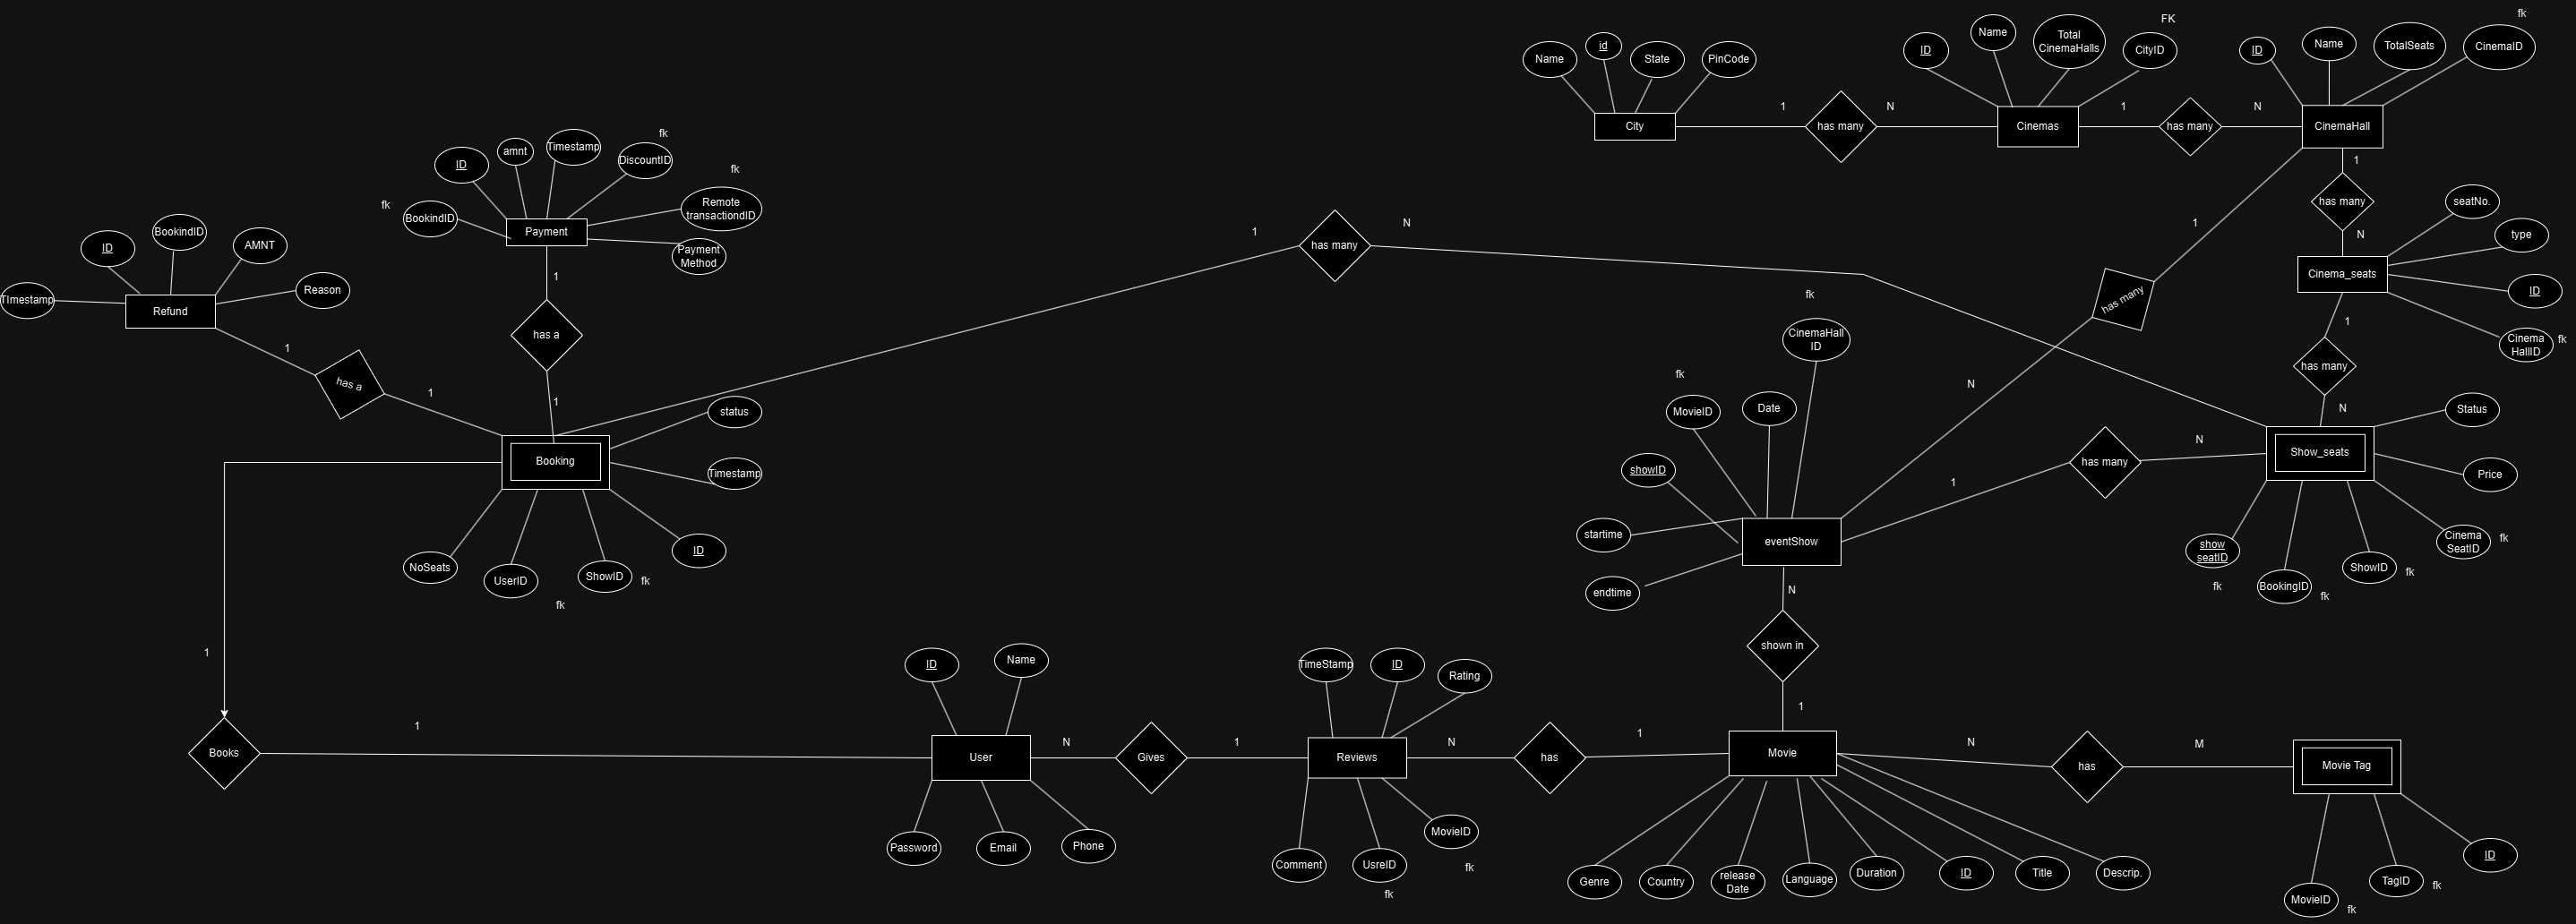 fk
FK
Name
id
State
PinCode
ID
Name
Total
CinemaHalls
CityID
ID
Name
TotalSeats
CinemaID
City
1
has many
N
Cinemas
1
has many
N
CinemaHall
1
has many
N
seatNo.
type
Cinema_seats
ID
Cinema
HallID
fk
1
has many
N
fk
ID
amnt
Timestamp
DiscountID
fk
fk
BookindID
Remote
transactiondID
Payment
Payment
Method
1
has a
1
ID
BookindID
AMNT
TImestamp
Reason
Refund
1
has a
1
1
has many
N
1
has many
N
status
Booking
Timestamp
NoSeats
UserID
fk
ShowID
fk
ID
fk
CinemaHall
ID
fk
MovieID
Date
showID
startime
endtime
eventShow
1
has many
N
Status
Show_seats
Price
show
seatID
fk
BookingID
fk
ShowID
fk
Cinema
SeatID
fk
N
shown in
1
1
Books
1
ID
Name
User
Password
Email
Phone
N
Gives
1
TimeStamp
ID
Rating
Reviews
Comment
UsreID
fk
MovieID
fk
N
has
1
Movie
Genre
Country
release
Date
Language
Duration
ID
Title
Descrip.
N
has
M
Movie Tag
MovieID
fk
TagID
fk
ID